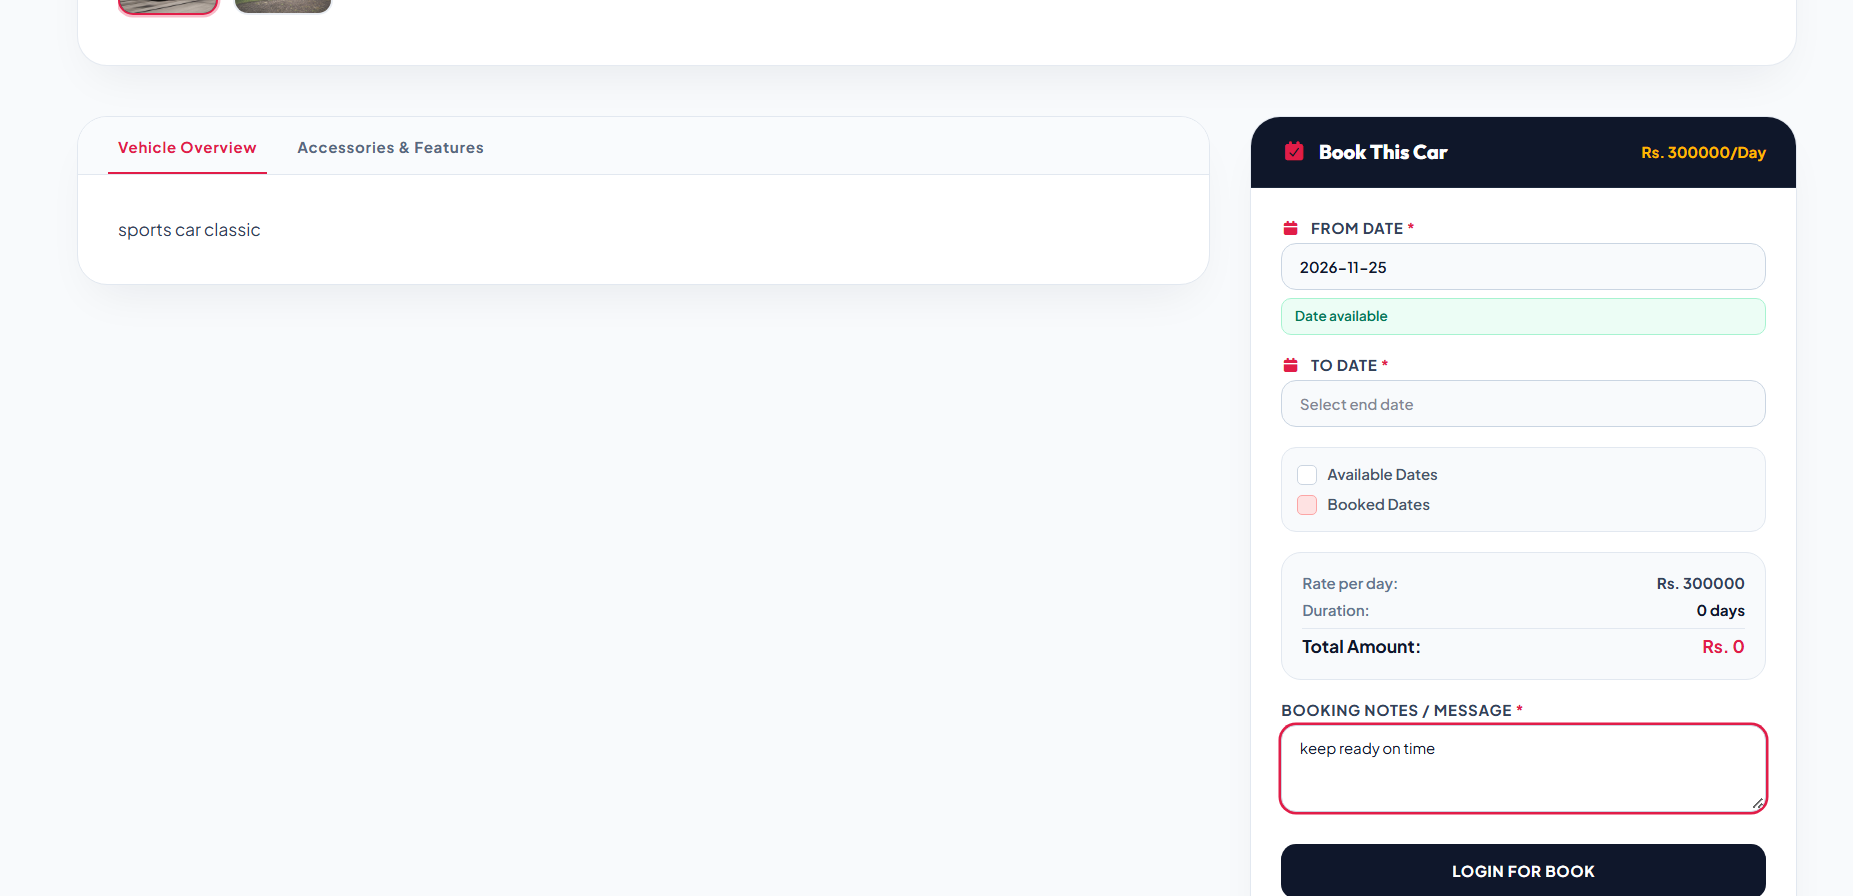 Vehicle Overview
Accessories & Features
sports car classic
Book This Car
Rs. 300000/Day
FROM DATE *
2026-11-25
Date available
TO DATE *
Select end date
Available Dates
Booked Dates
Rate per day:
Rs. 300000
Duration:
0 days
Total Amount:
Rs. 0
BOOKING NOTES / MESSAGE *
keep ready on time
LOGIN FOR BOOK